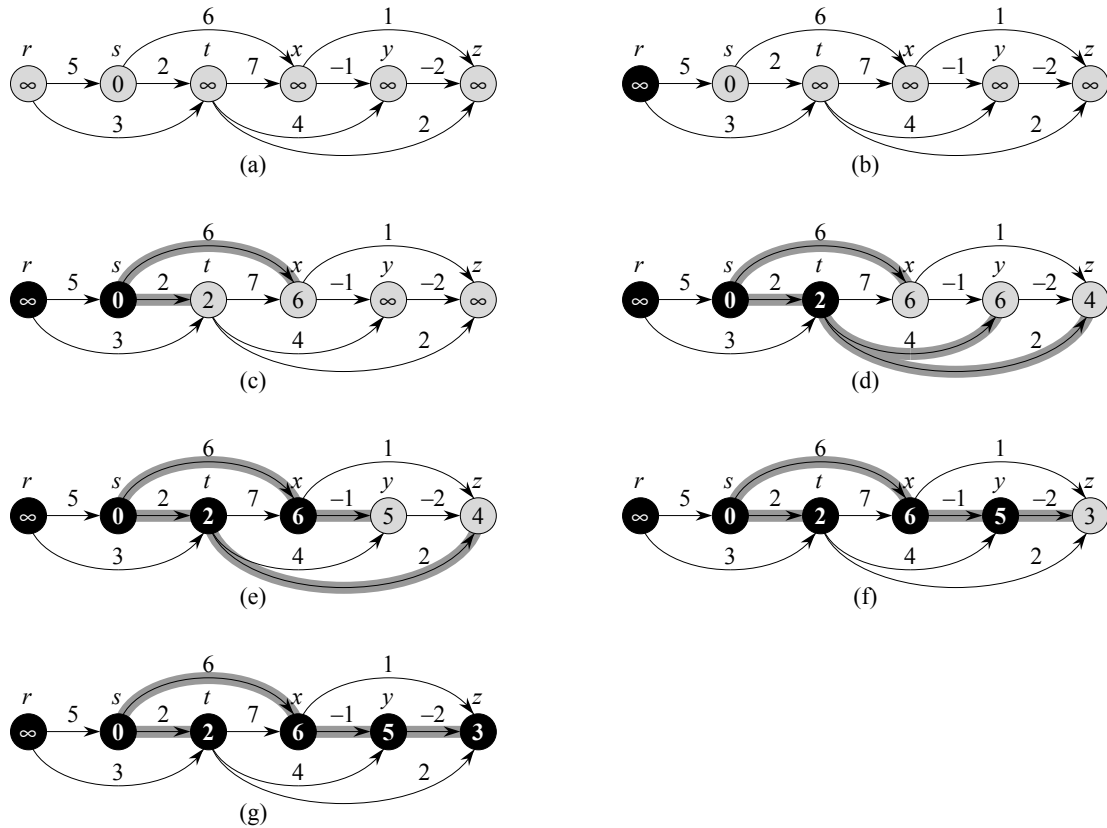 6 1 6 1
r s t x y z r s t x y z
5 2 7 –1 –2 5 2 7 –1 –2
∞ 0 ∞ ∞ ∞ ∞ ∞ 0 ∞ ∞ ∞ ∞
3 4 2 3 4 2
(a) (b)
6 1 6 1
r s t x y z r s t x y z
5 2 7 –1 –2 5 2 7 –1 –2
∞ 0 2 6 ∞ ∞ ∞ 0 2 6 6 4
3 4 2 3 4 2
(c) (d)
6 1 6 1
r s t x y z r s t x y z
5 2 7 –1 –2 5 2 7 –1 –2
∞ 0 2 6 5 4 ∞ 0 2 6 5 3
3 4 2 3 4 2
(e) (f)
6 1
r s t x y z
5 2 7 –1 –2
∞ 0 2 6 5 3
3 4 2
(g)